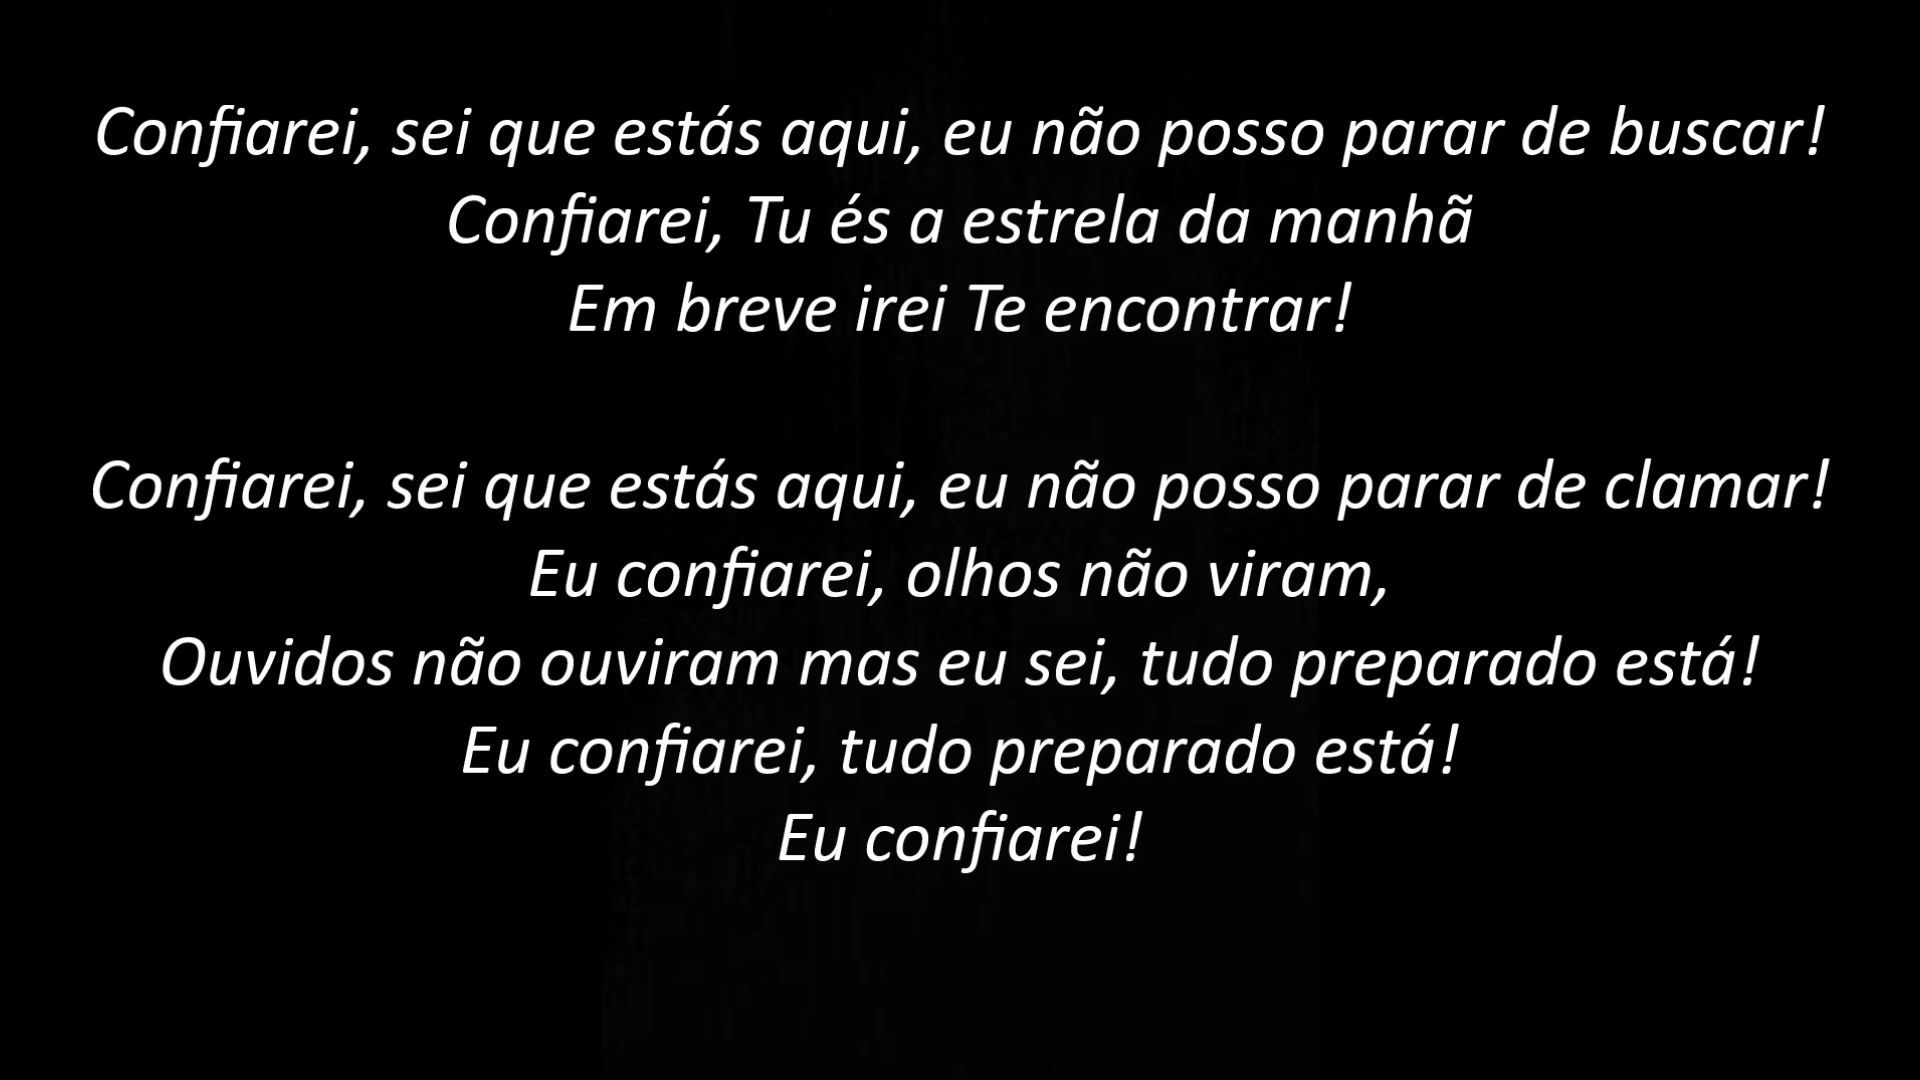 Confiarei, sei que estás aqui, eu não posso parar de buscar!
Confiarei, Tu és a estrela da manhã
Em breve irei Te encontrar!
Confiarei, sei que estás aqui, eu não posso parar de clamar!
Eu confiarei, olhos não viram,
Ouvidos não ouviram mas eu sei, tudo preparado está!
Eu confiarei, tudo preparado está!
Eu confiarei!